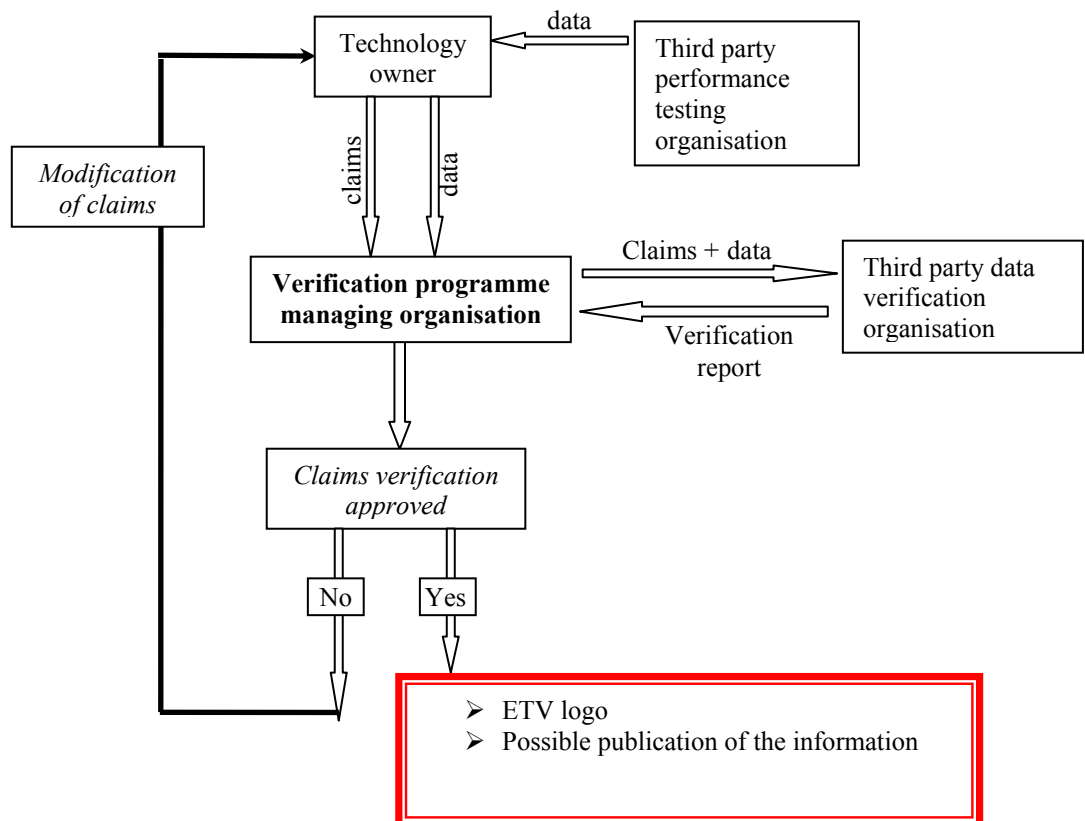 data
Technology
owner
Third party
performance
testing
organisation
claims
data
Modification
of claims
Verification programme
managing organisation
Claims + data
Verification
report
Third party data
verification
organisation
Claims verification
approved
No
Yes
➢ ETV logo
➢ Possible publication of the information